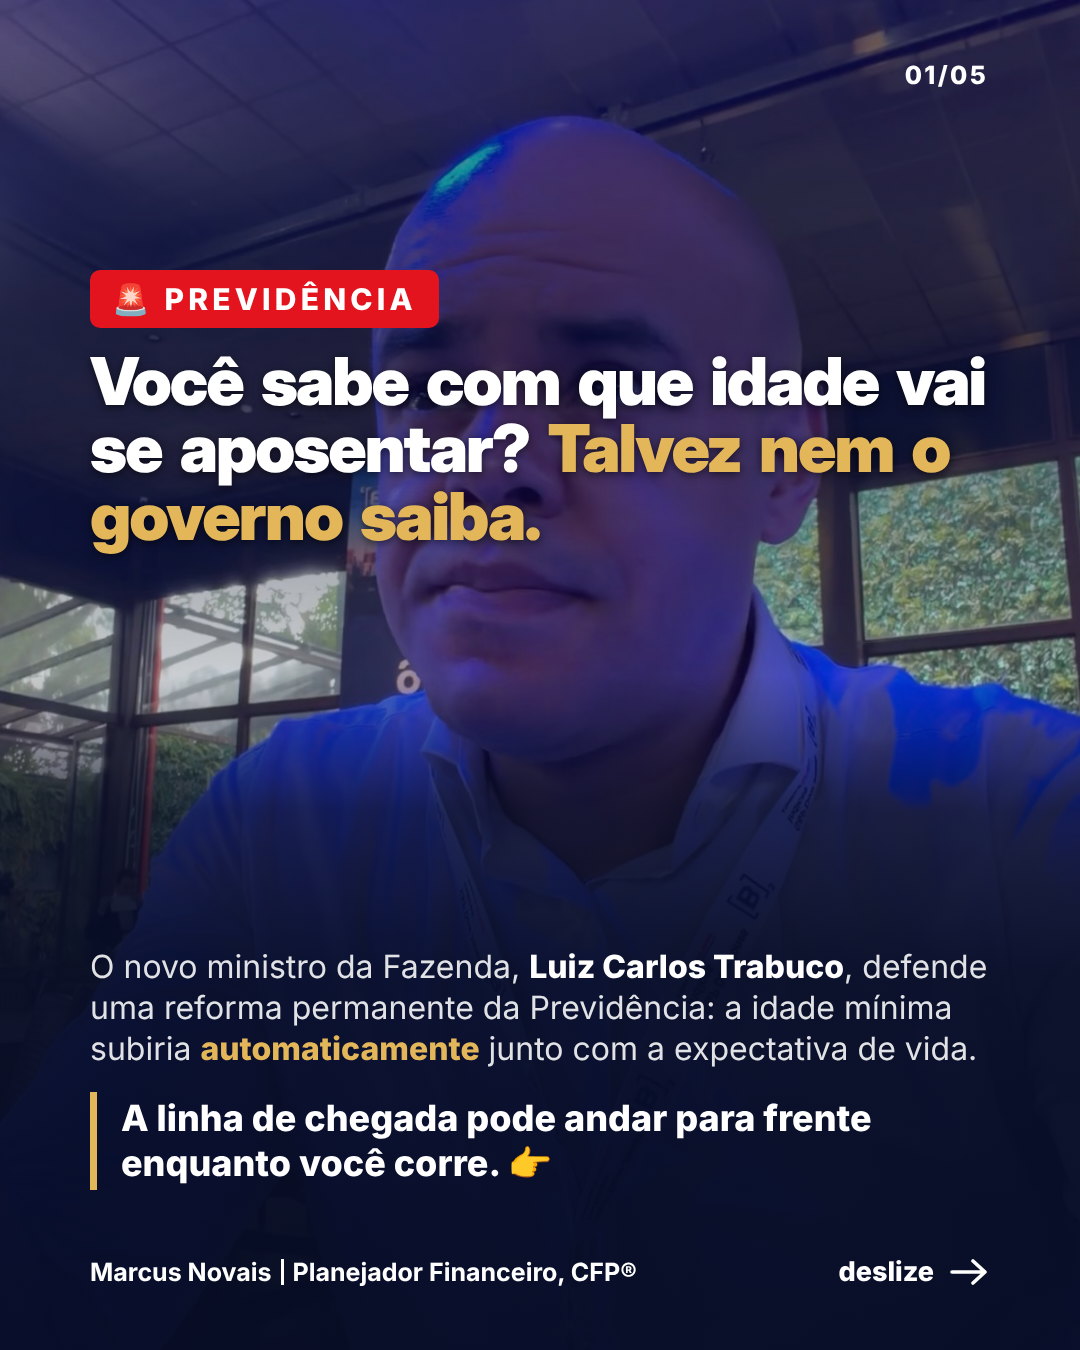 01/05
🚨 PREVIDÊNCIA
Você sabe com que idade vai
se aposentar? Talvez nem o
governo saiba.
ô
[B]
O novo ministro da Fazenda, Luiz Carlos Trabuco, defende
uma reforma permanente da Previdência: a idade mínima
subiria automaticamente junto com a expectativa de vida.
A linha de chegada pode andar para frente
enquanto você corre. 👉
Marcus Novais | Planejador Financeiro, CFP®
deslize →